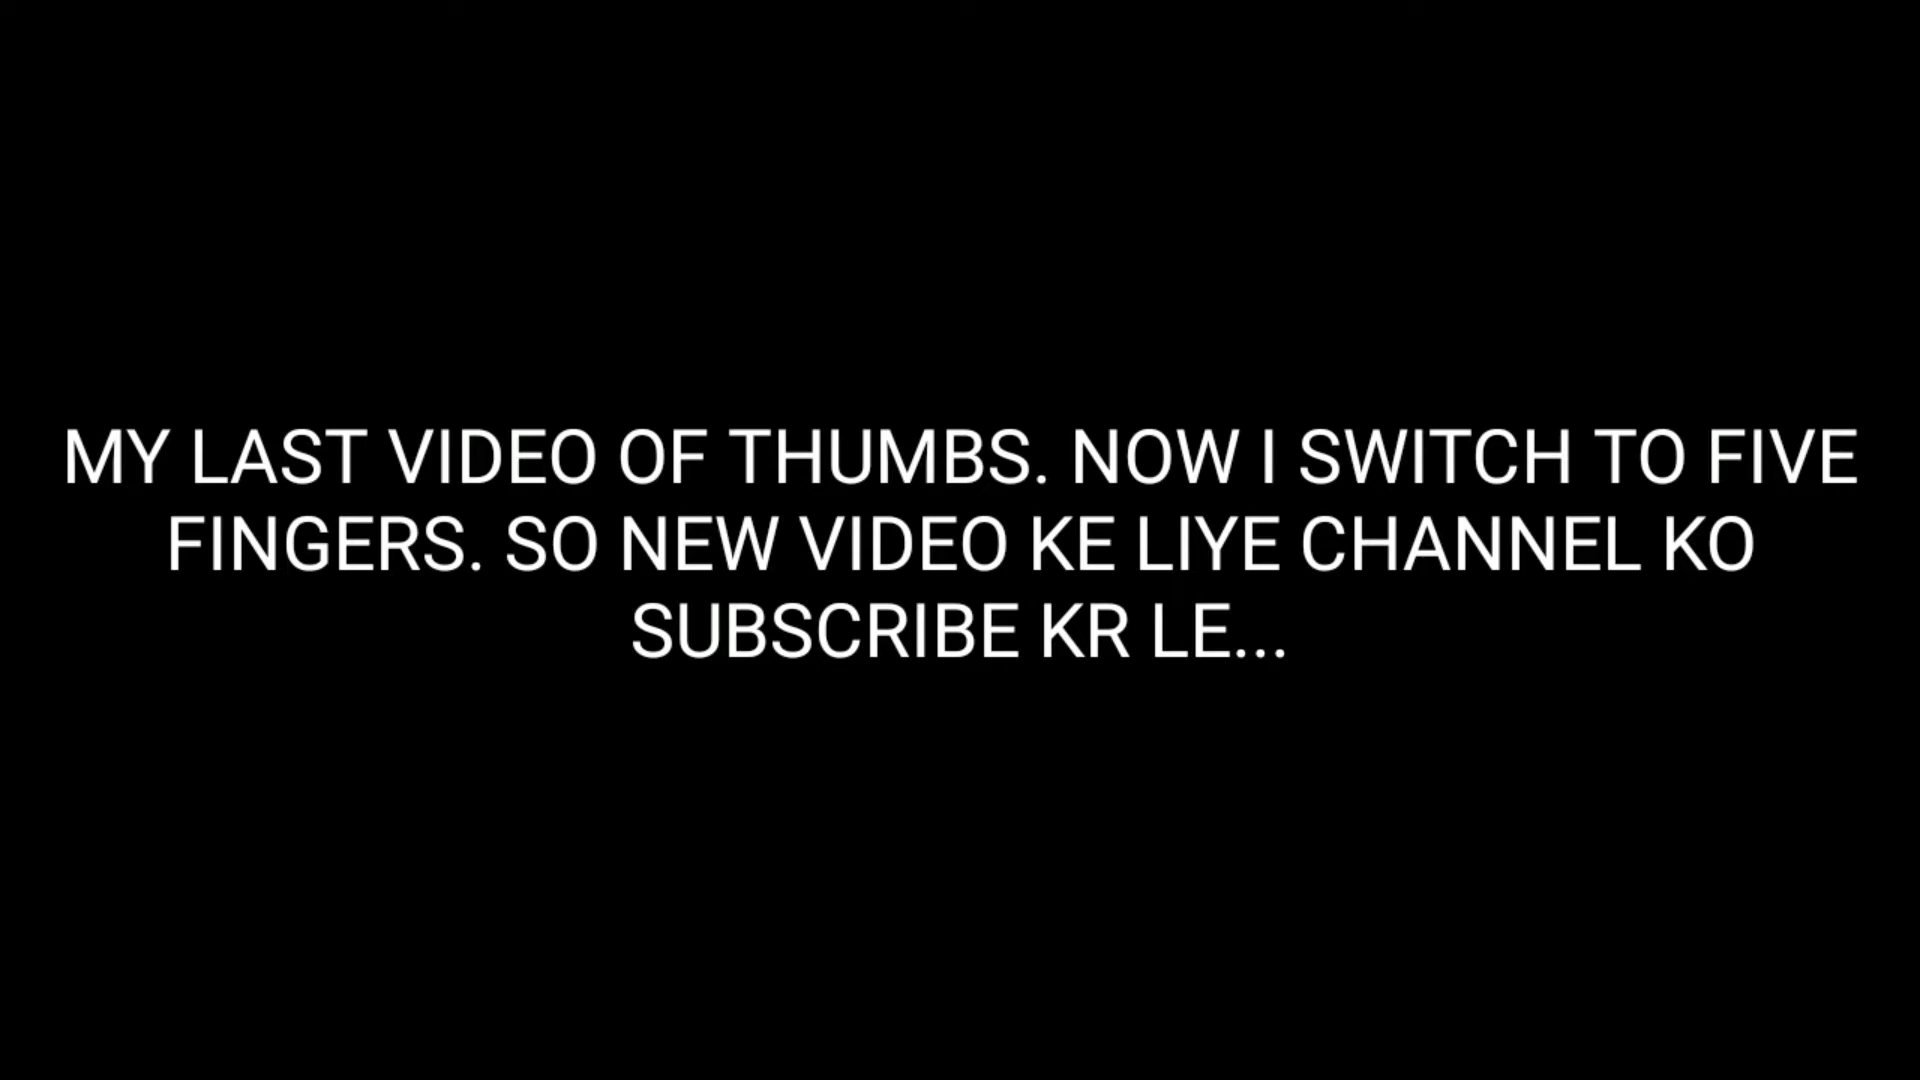 MY LAST VIDEO OF THUMBS. NOW I SWITCH TO FIVE
FINGERS. SO NEW VIDEO KE LIYE CHANNEL KO
SUBSCRIBE KR LE...